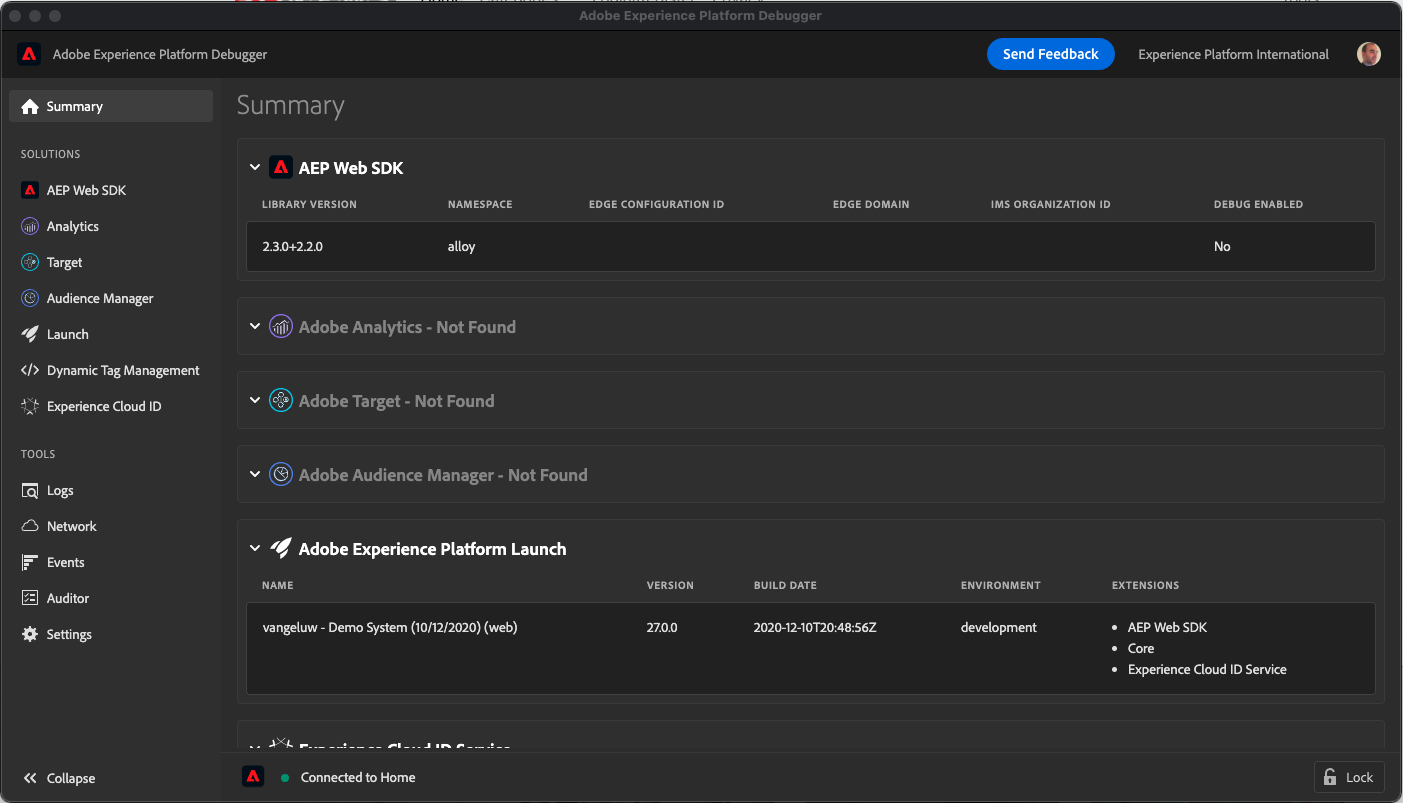 Adobe Experience Platform Debugger
Adobe Experience Platform Debugger
Send Feedback
Experience Platform International
Summary
SOLUTIONS
AEP Web SDK
Analytics
Target
Audience Manager
Launch
Dynamic Tag Management
Experience Cloud ID
TOOLS
Logs
Network
Events
Auditor
Settings
Collapse
Summary
AEP Web SDK
LIBRARY VERSION NAMESPACE EDGE CONFIGURATION ID EDGE DOMAIN IMS ORGANIZATION ID DEBUG ENABLED
2.3.0+2.2.0 alloy No
Adobe Analytics - Not Found
Adobe Target - Not Found
Adobe Audience Manager - Not Found
Adobe Experience Platform Launch
NAME VERSION BUILD DATE ENVIRONMENT EXTENSIONS
vangeluw - Demo System (10/12/2020) (web) 27.0.0 2020-12-10T20:48:56Z development • AEP Web SDK
• Core
• Experience Cloud ID Service
Experience Cloud ID Service
Connected to Home
Lock